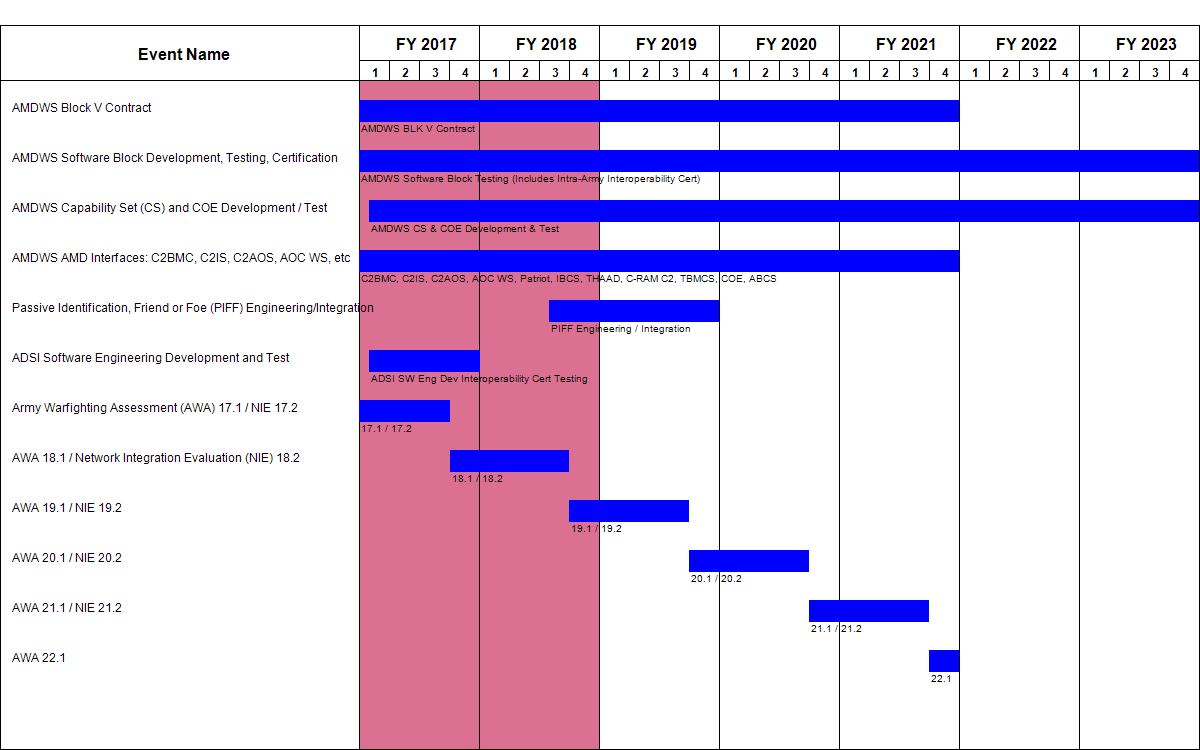 Event Name
FY 2017 FY 2018 FY 2019 FY 2020 FY 2021 FY 2022 FY 2023
1 2 3 4 1 2 3 4 1 2 3 4 1 2 3 4 1 2 3 4 1 2 3 4 1 2 3 4
AMDWS Block V Contract
AMDWS BLK V Contract
AMDWS Software Block Development, Testing, Certification
AMDWS Software Block Testing (Includes Intra-Army Interoperability Cert)
AMDWS Capability Set (CS) and COE Development / Test
AMDWS CS & COE Development & Test
AMDWS AMD Interfaces: C2BMC, C2IS, C2AOS, AOC WS, etc
C2BMC, C2IS, C2AOS, AOC WS, Patriot, IBCS, THAAD, C-RAM C2, TBMCS, COE, ABCS
Passive Identification, Friend or Foe (PIFF) Engineering/Integration
PIFF Engineering / Integration
ADSI Software Engineering Development and Test
ADSI SW Eng Dev Interoperability Cert Testing
Army Warfighting Assessment (AWA) 17.1 / NIE 17.2
17.1 / 17.2
AWA 18.1 / Network Integration Evaluation (NIE) 18.2
18.1 / 18.2
AWA 19.1 / NIE 19.2
19.1 / 19.2
AWA 20.1 / NIE 20.2
20.1 / 20.2
AWA 21.1 / NIE 21.2
21.1 / 21.2
AWA 22.1
22.1